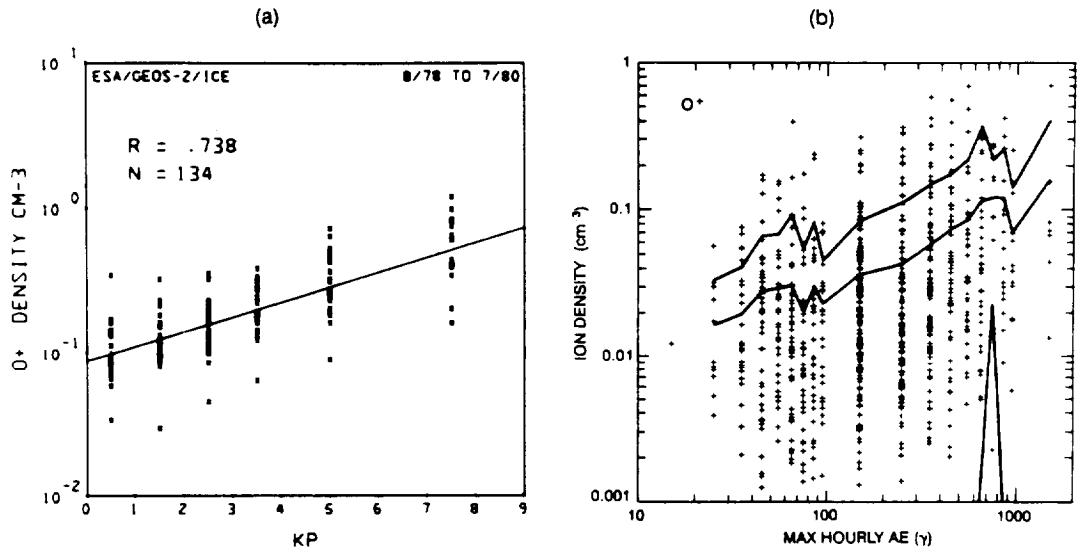 (a)
ESA/GEOS-2/ICE 8/78 TO 7/80
R = .738
N = 134
10 1
10 0
10 -1
10 -2
O+ DENSITY CM-3
0 1 2 3 4 5 6 7 8 9
KP
(b)
O+
1
0.1
0.01
0.001
ION DENSITY (cm-3)
10 100 1000
MAX HOURLY AE (γ)